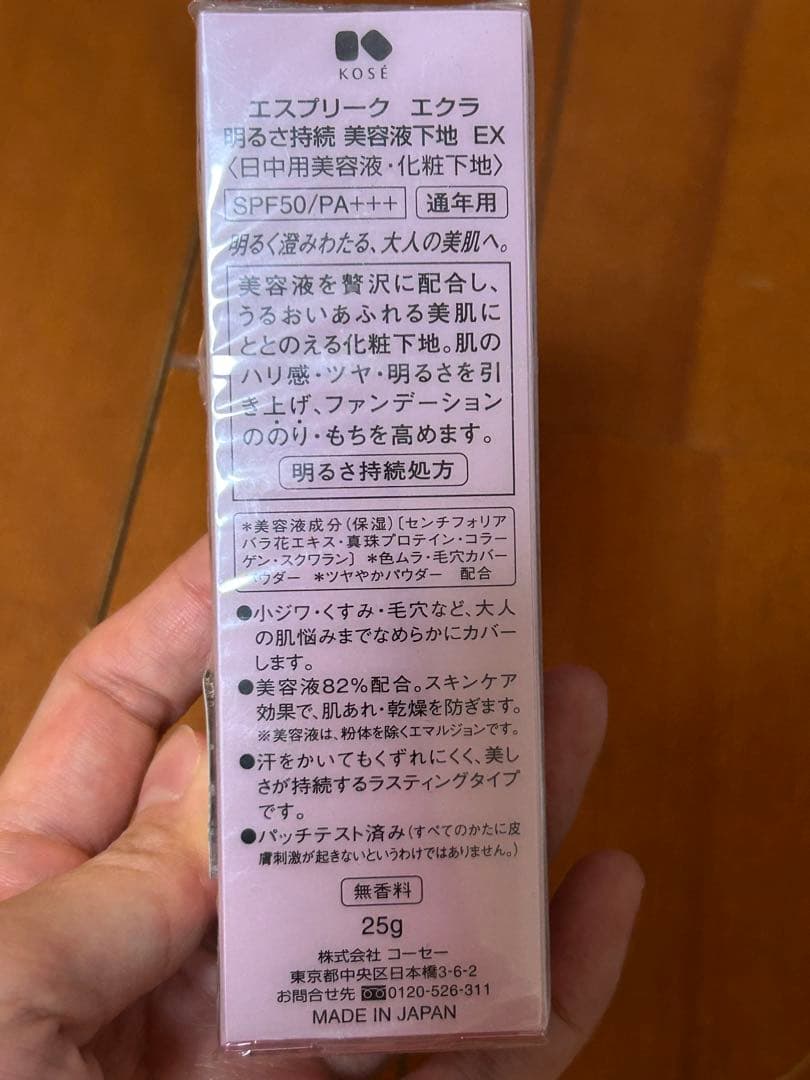 KOSÉ
エスプリーク エクラ
明るさ持続 美容液下地 EX
〈日中用美容液・化粧下地〉
SPF50/PA+++ 通年用
明るく澄みわたる、大人の美肌へ。
美容液を贅沢に配合し、
うるおいあふれる美肌に
ととのえる化粧下地。肌の
ハリ感・ツヤ・明るさを引
き上げ、ファンデーション
ののり・もちを高めます。
明るさ持続処方
*美容液成分(保湿)〔センチフォリア
バラ花エキス・真珠プロテイン・コラー
ゲン・スクワラン〕 *色ムラ・毛穴カバー
パウダー *ツヤやかパウダー 配合
●小ジワ・くすみ・毛穴など、大人
の肌悩みまでなめらかにカバー
します。
●美容液82%配合。スキンケア
効果で、肌あれ・乾燥を防ぎます。
※美容液は、粉体を除くエマルジョンです。
●汗をかいてもくずれにくく、美し
さが持続するラスティングタイプ
です。
●パッチテスト済み(すべてのかたに皮
膚刺激が起きないというわけではありません。)
無香料
25g
株式会社 コーセー
東京都中央区日本橋3-6-2
お問合せ先 0120-526-311
MADE IN JAPAN